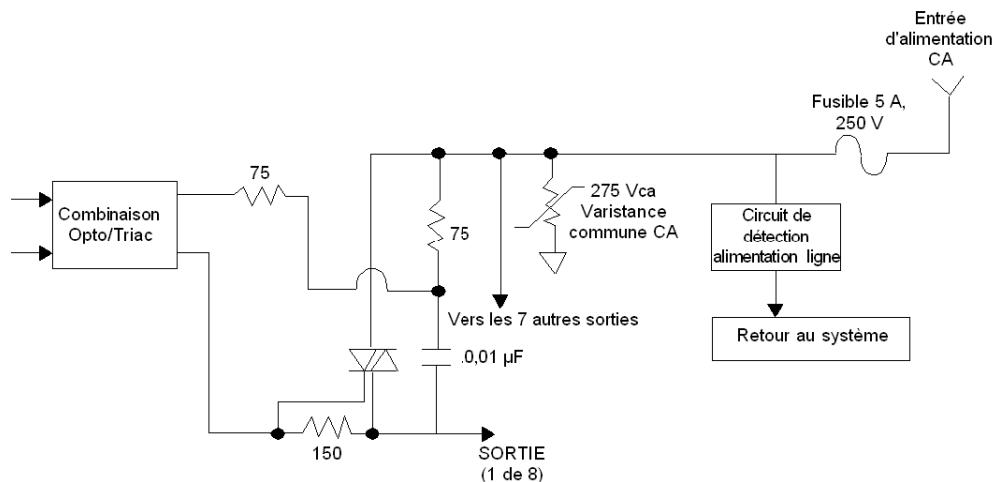 Entrée
d'alimentation
CA
Fusible 5 A,
250 V
75
Combinaison
Opto/Triac
75
275 Vca
Varistance
commune CA
Circuit de
détection
alimentation ligne
Vers les 7 autres sorties
Retour au système
.0,01 µF
150
SORTIE
(1 de 8)